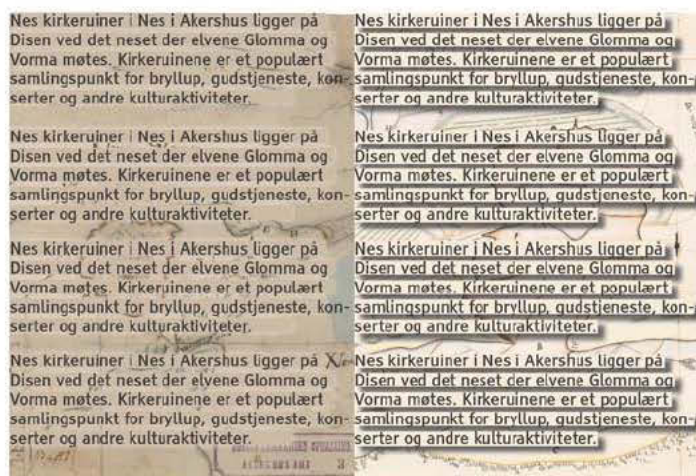 Nes kirkeruiner i Nes i Akershus ligger på
Disen ved det neset der elvene Glomma og
Vorma møtes. Kirkeruinene er et populært
samlingspunkt for bryllup, gudstjeneste, kon-
serter og andre kulturaktiviteter.
Nes kirkeruiner i Nes i Akershus ligger på
Disen ved det neset der elvene Glomma og
Vorma møtes. Kirkeruinene er et populært
samlingspunkt for bryllup, gudstjeneste, kon-
serter og andre kulturaktiviteter.
Nes kirkeruiner i Nes i Akershus ligger på
Disen ved det neset der elvene Glomma og
Vorma møtes. Kirkeruinene er et populært
samlingspunkt for bryllup, gudstjeneste, kon-
serter og andre kulturaktiviteter.
Nes kirkeruiner i Nes i Akershus ligger på
Disen ved det neset der elvene Glomma og
Vorma møtes. Kirkeruinene er et populært
samlingspunkt for bryllup, gudstjeneste, kon-
serter og andre kulturaktiviteter.
Nes kirkeruiner i Nes i Akershus ligger på
Disen ved det neset der elvene Glomma og
Vorma møtes. Kirkeruinene er et populært
samlingspunkt for bryllup, gudstjeneste, kon-
serter og andre kulturaktiviteter.
Nes kirkeruiner i Nes i Akershus ligger på
Disen ved det neset der elvene Glomma og
Vorma møtes. Kirkeruinene er et populært
samlingspunkt for bryllup, gudstjeneste, kon-
serter og andre kulturaktiviteter.
Nes kirkeruiner i Nes i Akershus ligger på
Disen ved det neset der elvene Glomma og
Vorma møtes. Kirkeruinene er et populært
samlingspunkt for bryllup, gudstjeneste, kon-
serter og andre kulturaktiviteter.
Nes kirkeruiner i Nes i Akershus ligger på
Disen ved det neset der elvene Glomma og
Vorma møtes. Kirkeruinene er et populært
samlingspunkt for bryllup, gudstjeneste, kon-
serter og andre kulturaktiviteter.